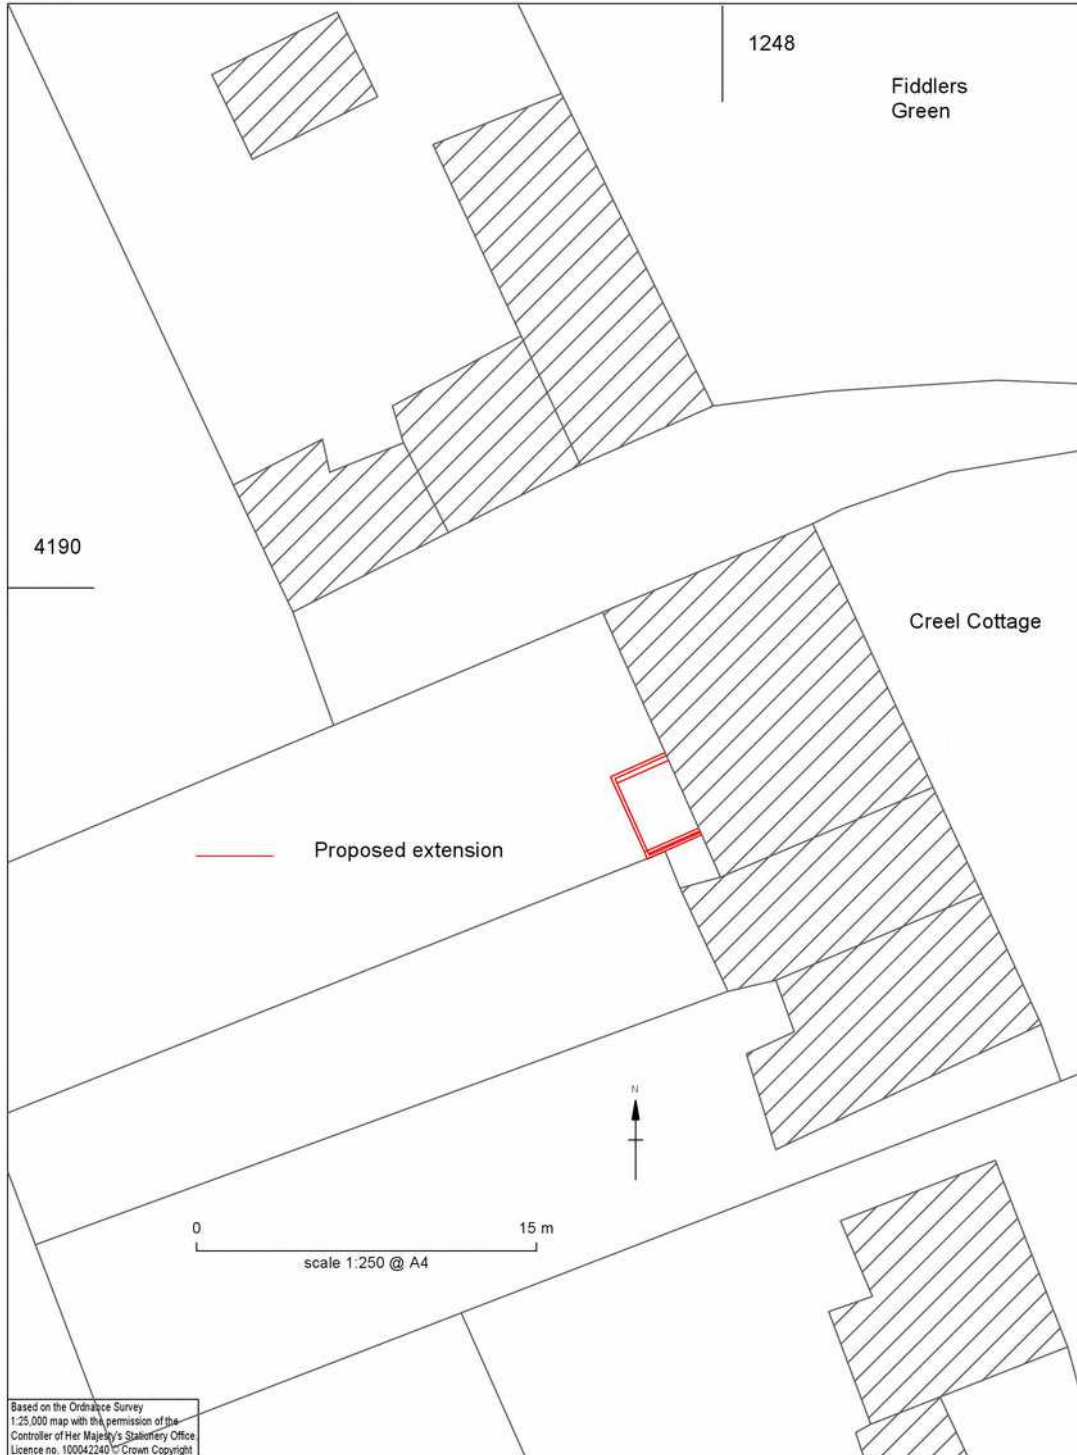 1248
Fiddlers
Green
4190
Creel Cottage
Proposed extension
N
0
15 m
scale 1:250 @ A4
Based on the Ordnance Survey
1:25,000 map with the permission of the
Controller of Her Majesty's Stationery Office
Licence no. 100042240 © Crown Copyright